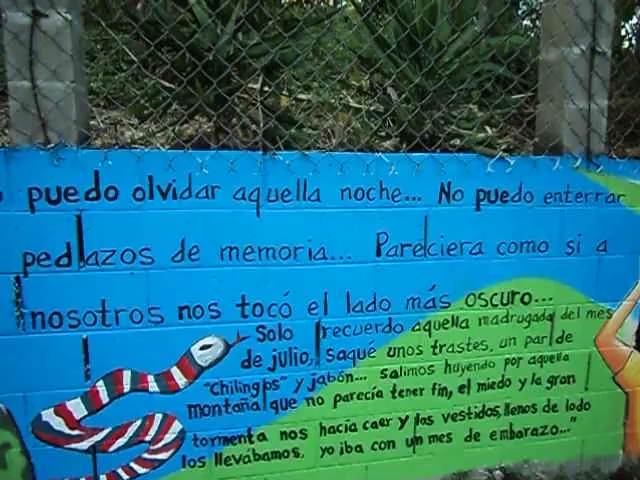 puedo olvidar aquella noche... No puedo enterrar
pedazos de memoria... Pareciera como si a
nosotros nos tocó el lado más oscuro...
Solo recuerdo aquella madrugada del mes
de julio, saqué unos trastes, un par de
"Chilingos" y jabón... salimos huyendo por aquella
montaña que no parecía tener fin, el miedo y la gran
tormenta nos hacía caer y los vestidos, llenos de lodo
los llevábamos, yo iba con un mes de embarazo..."